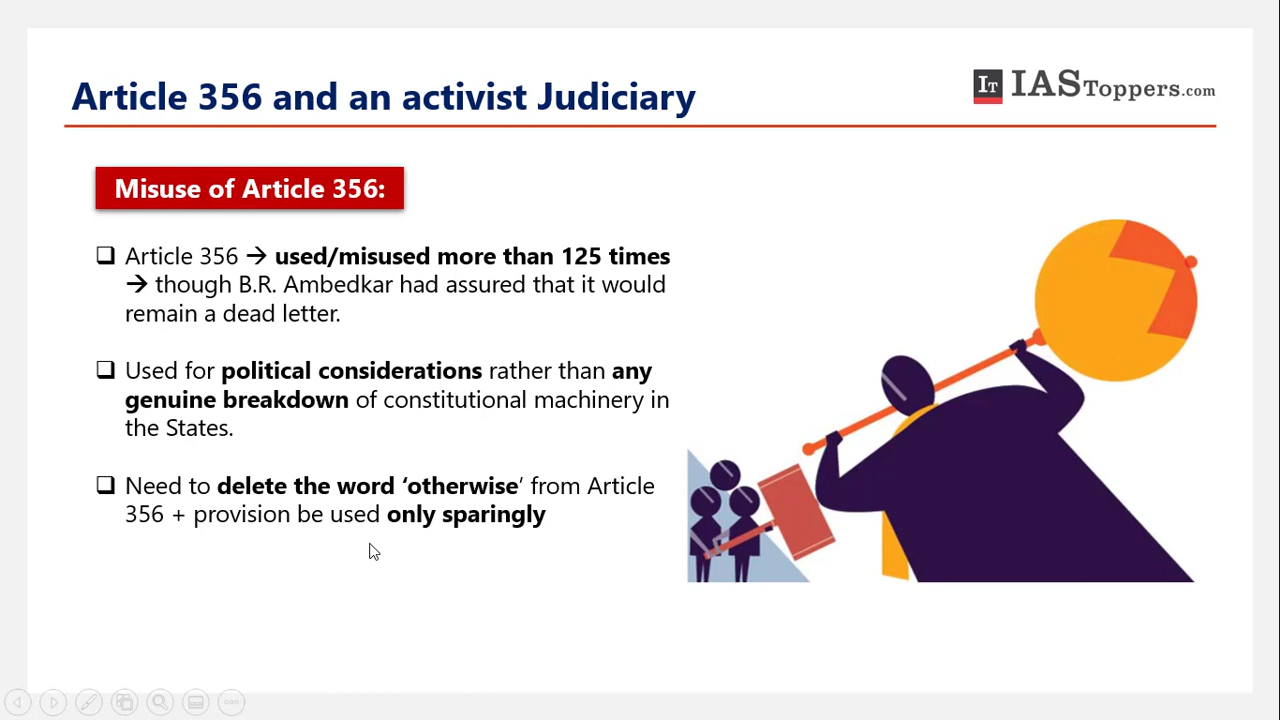 Article 356 and an activist Judiciary
IT IASToppers.com
Misuse of Article 356:
❑ Article 356 → used/misused more than 125 times
→ though B.R. Ambedkar had assured that it would
remain a dead letter.
❑ Used for political considerations rather than any
genuine breakdown of constitutional machinery in
the States.
❑ Need to delete the word ‘otherwise’ from Article
356 + provision be used only sparingly